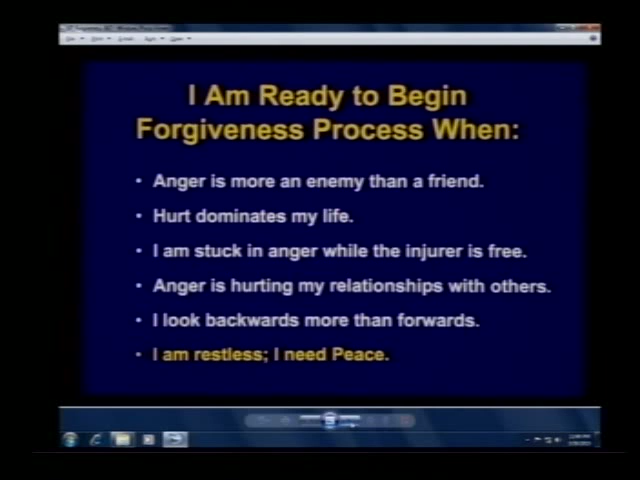 I Am Ready to Begin
Forgiveness Process When:
• Anger is more an enemy than a friend.
• Hurt dominates my life.
• I am stuck in anger while the injurer is free.
• Anger is hurting my relationships with others.
• I look backwards more than forwards.
• I am restless; I need Peace.